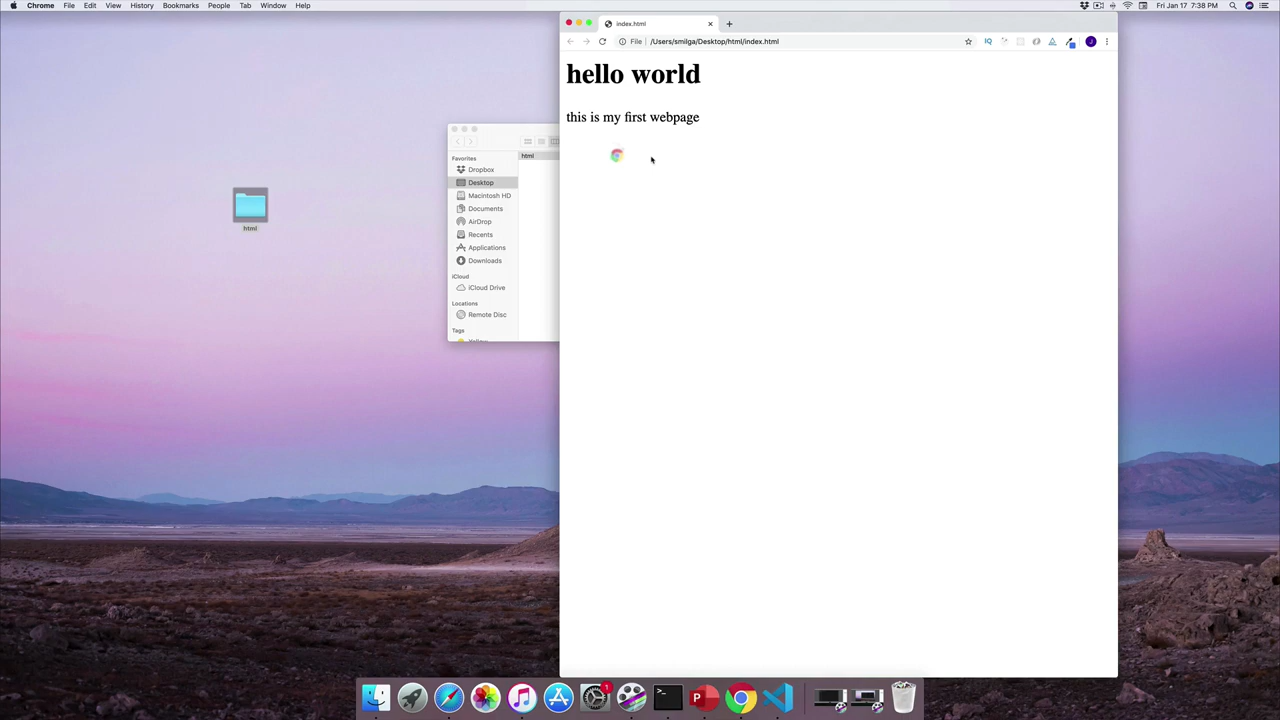 Chrome File Edit View History Bookmarks People Tab Window Help
Fri Jan 17 7:38 PM
index.html
File /Users/smilga/Desktop/html/index.html
IQ
J
hello world
this is my first webpage
html
Favorites
Dropbox
Desktop
Macintosh HD
Documents
AirDrop
Recents
Applications
Downloads
iCloud
iCloud Drive
Locations
Remote Disc
Tags
html
1